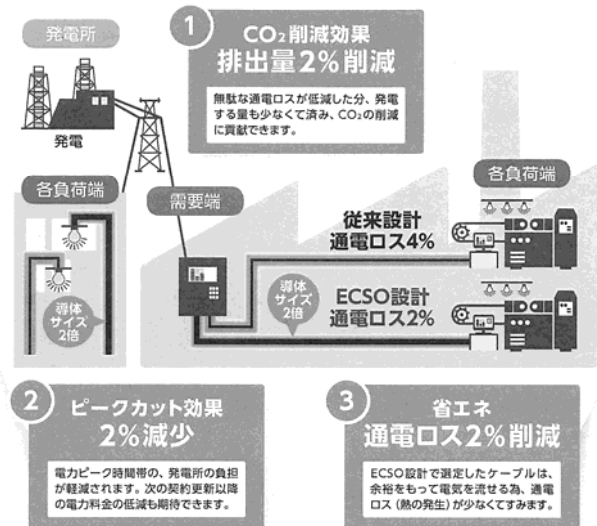 発電所
発電
1
CO₂削減効果
排出量2%削減
無駄な通電ロスが低減した分、発電
する量も少なくて済み、CO₂の削減
に貢献できます。
各負荷端
需要端
各負荷端
従来設計
通電ロス4%
導体
サイズ
2倍
導体
サイズ
2倍
ECSO設計
通電ロス2%
2
ピークカット効果
2%減少
電力ピーク時間帯の、発電所の負担
が軽減されます。次の契約更新以降
の電力料金の低減も期待できます。
3
省エネ
通電ロス2%削減
ECSO設計で選定したケーブルは、
余裕をもって電気を流せる為、通電
ロス（熱の発生）が少なくてすみます。